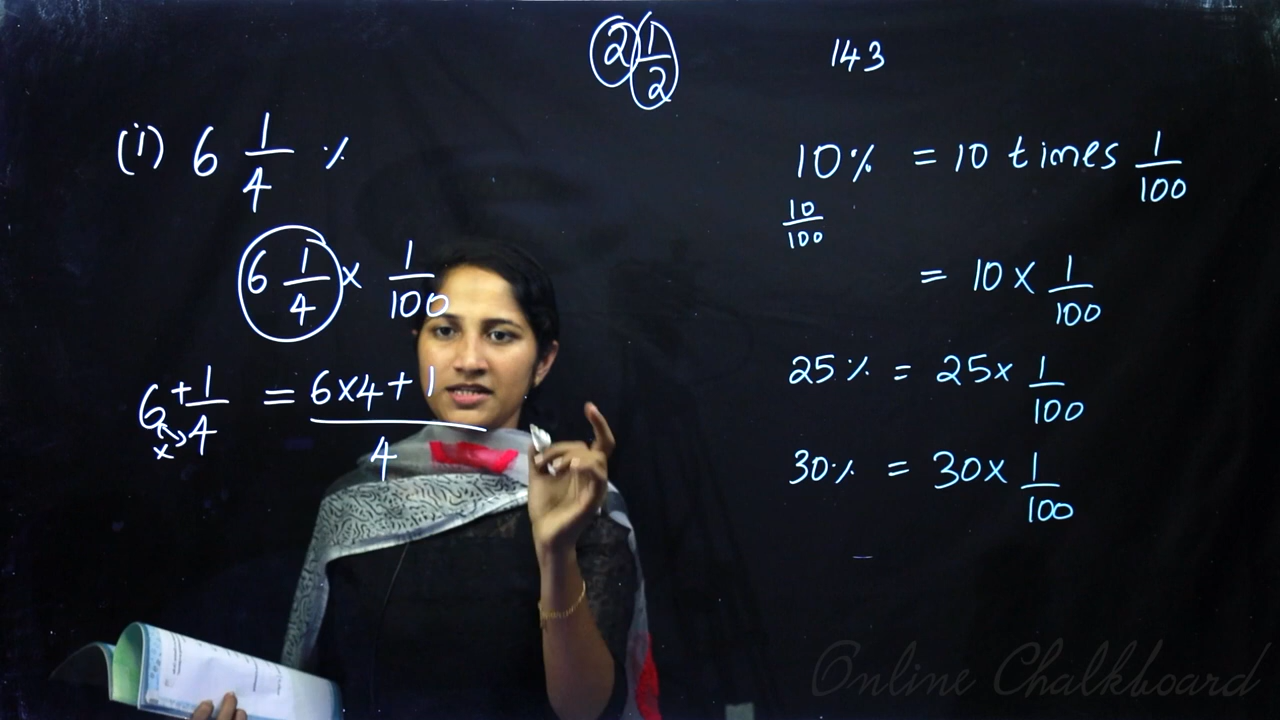 2 1/2
143
(i) 6 1/4 %
6 1/4 × 1/100
6 + 1/4 = 6×4+1/4
×
10% = 10 times 1/100
10/100
= 10 × 1/100
25% = 25× 1/100
30% = 30× 1/100
Online Chalkboard